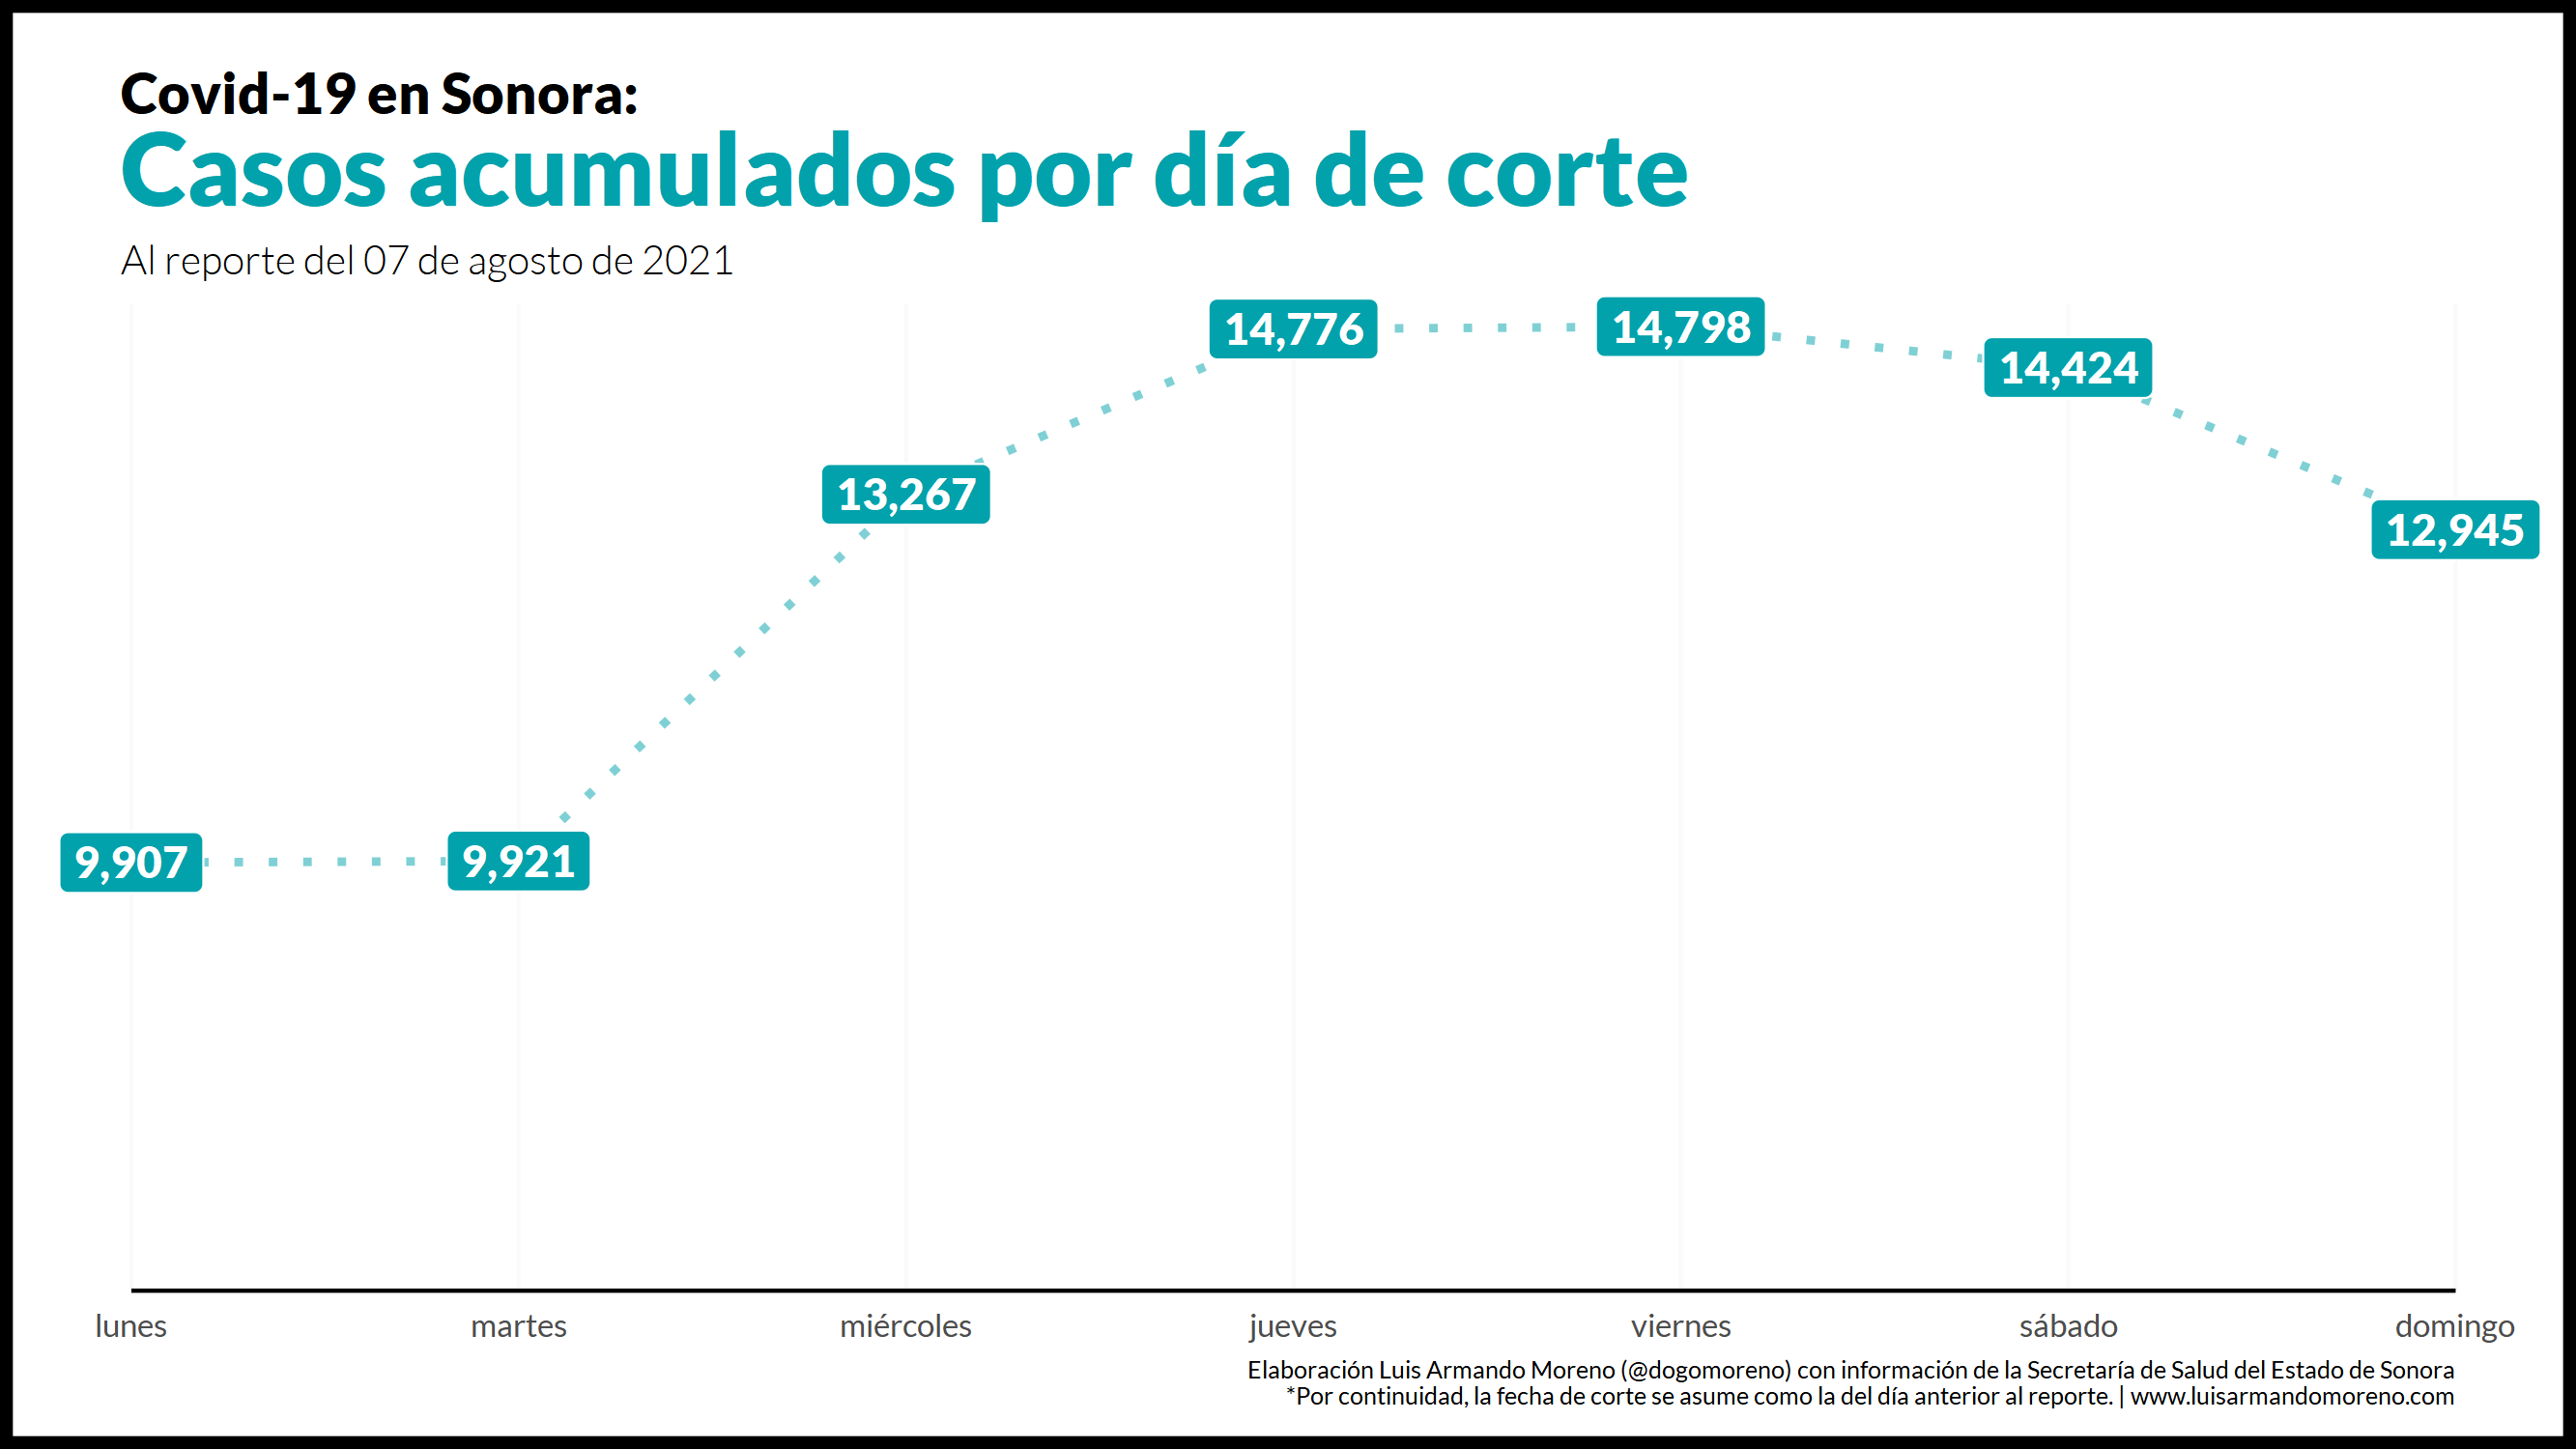 Covid-19 en Sonora:
Casos acumulados por día de corte
Al reporte del 07 de agosto de 2021
14,776
14,798
14,424
13,267
12,945
9,907
9,921
lunes martes miércoles jueves viernes sábado domingo
Elaboración Luis Armando Moreno (@dogomoreno) con información de la Secretaría de Salud del Estado de Sonora
*Por continuidad, la fecha de corte se asume como la del día anterior al reporte. | www.luisarmandomoreno.com